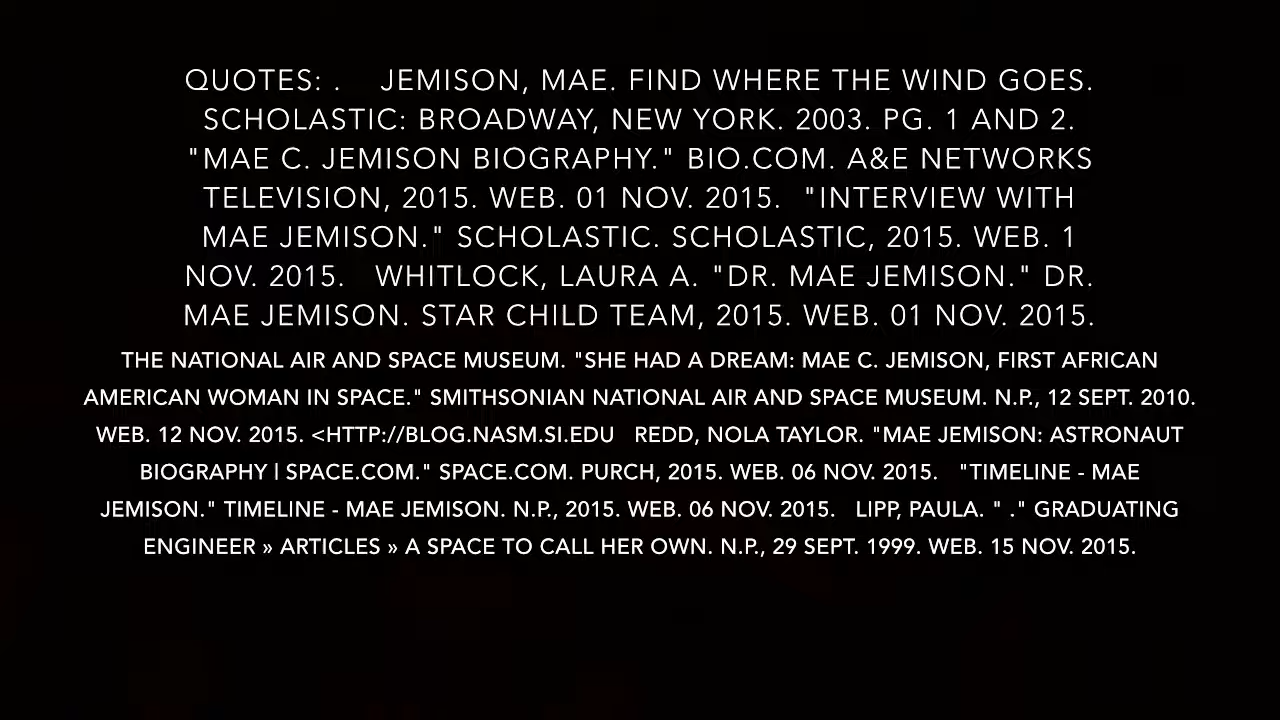 QUOTES: .    JEMISON, MAE. FIND WHERE THE WIND GOES.
SCHOLASTIC: BROADWAY, NEW YORK. 2003. PG. 1 AND 2.
"MAE C. JEMISON BIOGRAPHY." BIO.COM. A&E NETWORKS
TELEVISION, 2015. WEB. 01 NOV. 2015.   "INTERVIEW WITH
MAE JEMISON." SCHOLASTIC. SCHOLASTIC, 2015. WEB. 1
NOV. 2015.   WHITLOCK, LAURA A. "DR. MAE JEMISON." DR.
MAE JEMISON. STAR CHILD TEAM, 2015. WEB. 01 NOV. 2015.
THE NATIONAL AIR AND SPACE MUSEUM. "SHE HAD A DREAM: MAE C. JEMISON, FIRST AFRICAN
AMERICAN WOMAN IN SPACE." SMITHSONIAN NATIONAL AIR AND SPACE MUSEUM. N.P., 12 SEPT. 2010.
WEB. 12 NOV. 2015. <HTTP://BLOG.NASM.SI.EDU   REDD, NOLA TAYLOR. "MAE JEMISON: ASTRONAUT
BIOGRAPHY | SPACE.COM." SPACE.COM. PURCH, 2015. WEB. 06 NOV. 2015.   "TIMELINE - MAE
JEMISON." TIMELINE - MAE JEMISON. N.P., 2015. WEB. 06 NOV. 2015.   LIPP, PAULA. " ." GRADUATING
ENGINEER » ARTICLES » A SPACE TO CALL HER OWN. N.P., 29 SEPT. 1999. WEB. 15 NOV. 2015.